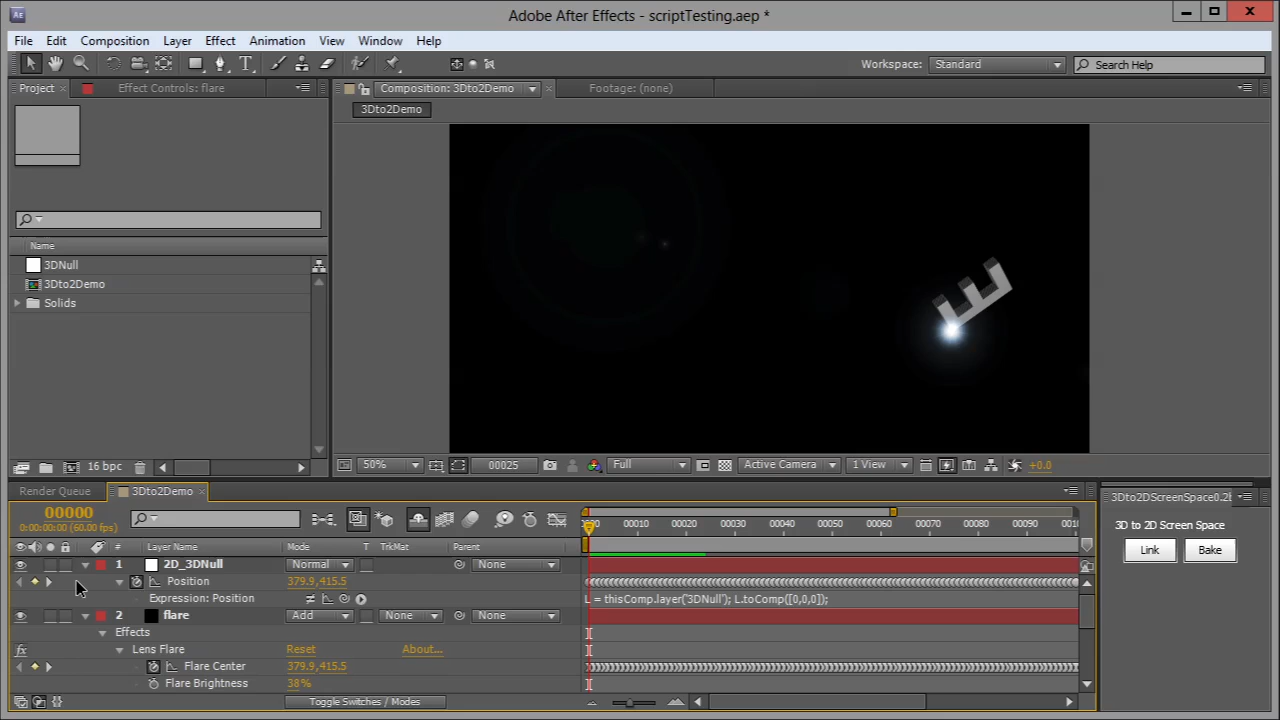 Ae
Adobe After Effects - scriptTesting.aep *
File Edit Composition Layer Effect Animation View Window Help
T
Workspace: Standard
Search Help
Project
Effect Controls: flare
Composition: 3Dto2Demo
Footage: (none)
3Dto2Demo
Name
3DNull
3Dto2Demo
Solids
E
16 bpc
50%
00025
Full
Active Camera
1 View
+0.0
Render Queue
3Dto2Demo
00000
0:00:00:00 (60.00 fps)
00010 00020 00030 00040 00050 00060 00070 00080 00090
# Layer Name Mode T TrkMat Parent
1 2D_3DNull Normal None
Position 379.9,415.5
Expression: Position
L = thisComp.layer('3DNull'); L.toComp([0,0,0]);
2 flare Add None None
Effects
fx Lens Flare Reset About...
Flare Center 379.9,415.5
Flare Brightness 38%
Toggle Switches / Modes
3D to 2D Screen Space
Link Bake